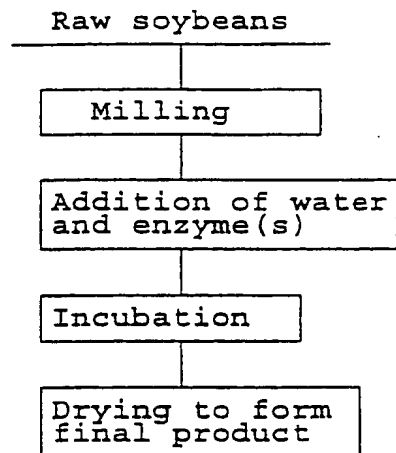 Raw soybeans
Milling
Addition of water
and enzyme(s)
Incubation
Drying to form
final product